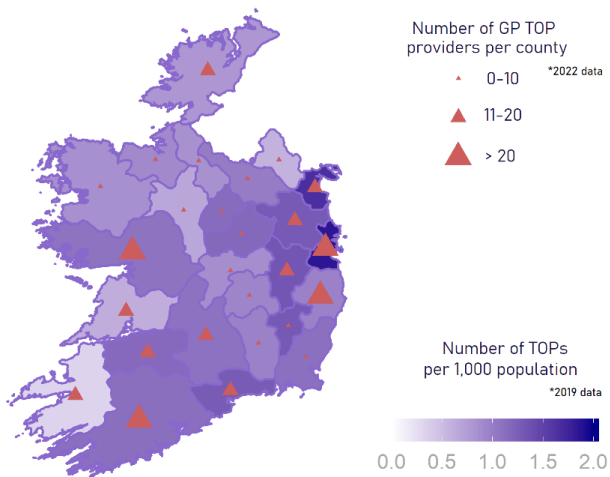 Number of GP TOP
providers per county
*2022 data
0-10
11-20
> 20
Number of TOPs
per 1,000 population
*2019 data
0.0 0.5 1.0 1.5 2.0